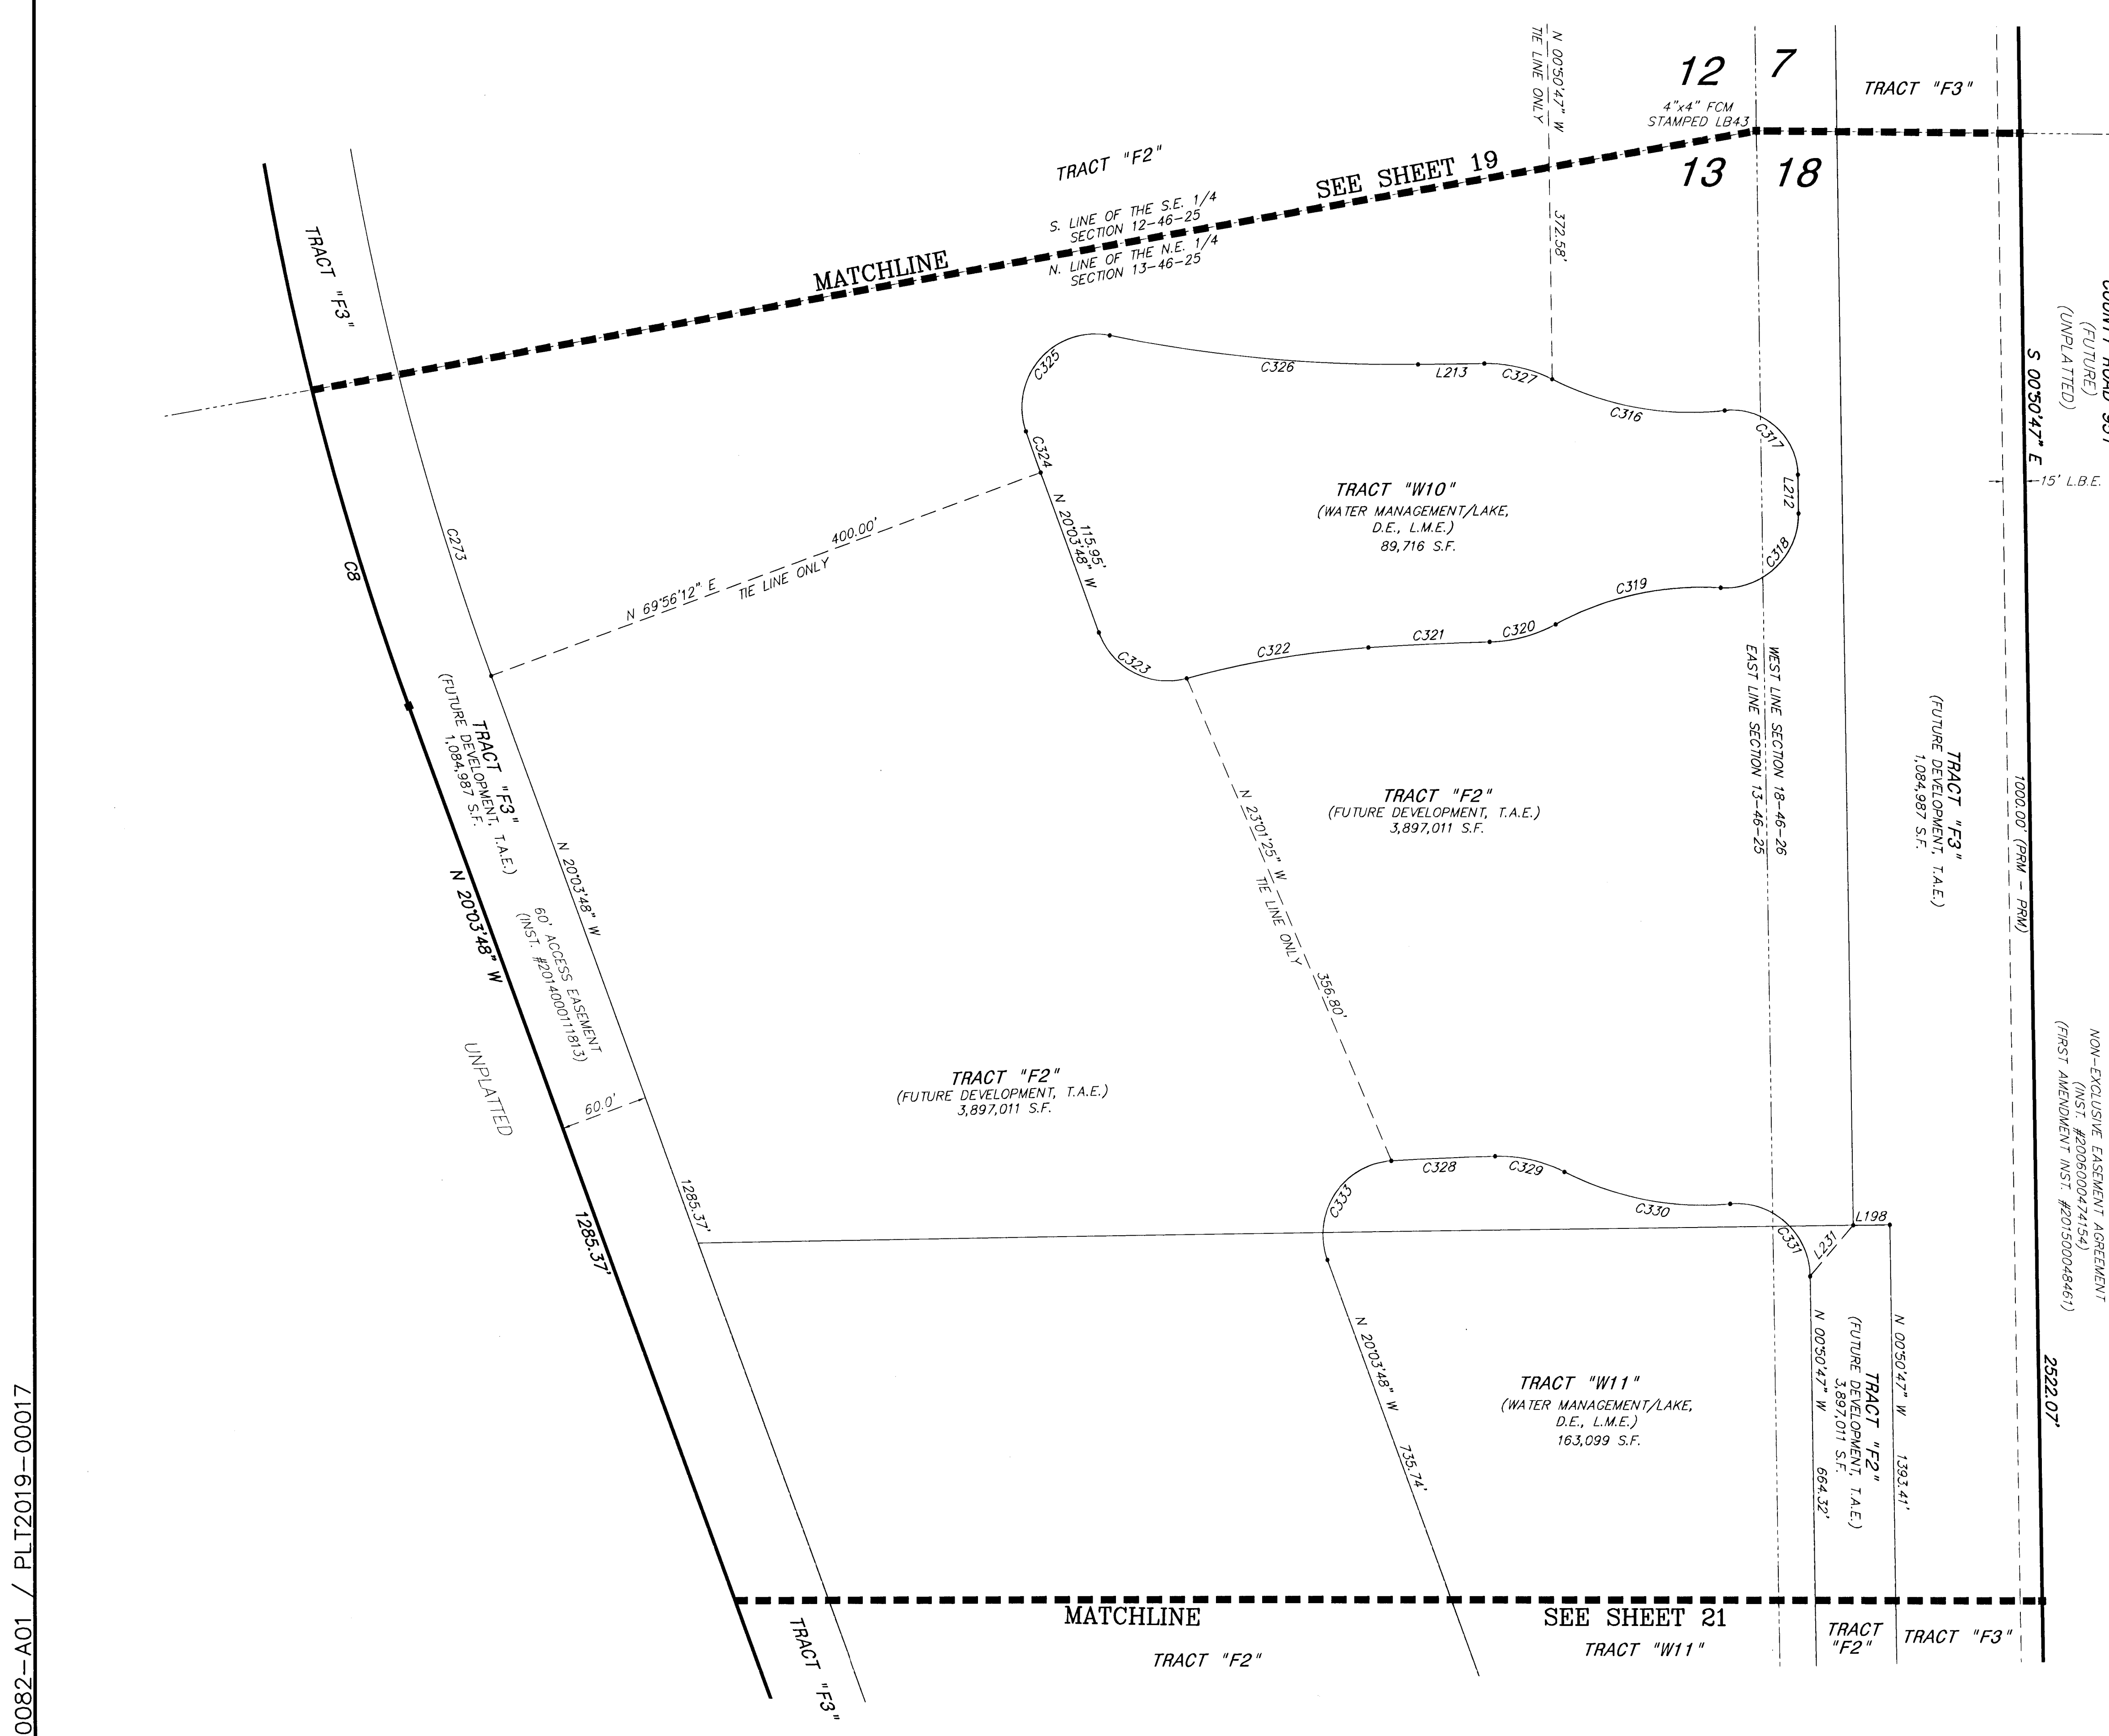 N 00°50'47" W
TIE LINE ONLY
372.58'
12
7
4"x4" FCM
STAMPED LB43
13
18
TRACT "F3"
TRACT "F2"
SEE SHEET 19
S. LINE OF THE S.E. 1/4
SECTION 12-46-25
MATCHLINE
N. LINE OF THE N.E. 1/4
SECTION 13-46-25
TRACT "F3"
(FUTURE)
(UNPLATTED)
S 00°50'47" E
15' L.B.E.
C325
C326
L213
C327
C316
C317
C324
L212
C318
TRACT "W10"
(WATER MANAGEMENT/LAKE,
D.E., L.M.E.)
89,716 S.F.
115.95'
N 20°03'48" W
C319
C320
C321
C322
C323
C273
C8
400.00'
N 69°56'12" E
TIE LINE ONLY
WEST LINE SECTION 18-46-26
EAST LINE SECTION 13-46-25
TRACT "F3"
(FUTURE DEVELOPMENT, T.A.E.)
1,084,987 S.F.
TRACT "F3"
(FUTURE DEVELOPMENT, T.A.E.)
1,084,987 S.F.
1000.00' (PRM - PRM)
TRACT "F2"
(FUTURE DEVELOPMENT, T.A.E.)
3,897,011 S.F.
N 23°01'25" W
TIE LINE ONLY
356.80'
N 20°03'48" W
N 20°03'48" W
60' ACCESS EASEMENT
(INST. #2014000111813)
UNPLATTED
60.0'
NON-EXCLUSIVE EASEMENT AGREEMENT
(INST. #2006000474154)
(FIRST AMENDMENT INST. #2015000048461)
TRACT "F2"
(FUTURE DEVELOPMENT, T.A.E.)
3,897,011 S.F.
1285.37'
1285.37'
C328
C329
C330
C331
C333
L198
L231
N 20°03'48" W
735.74'
TRACT "W11"
(WATER MANAGEMENT/LAKE,
D.E., L.M.E.)
163,099 S.F.
N 00°50'47" W
664.32'
TRACT "F2"
(FUTURE DEVELOPMENT, T.A.E.)
3,897,011 S.F.
N 00°50'47" W
1393.41'
2522.07'
MATCHLINE
SEE SHEET 21
TRACT "F3"
TRACT "F2"
TRACT "W11"
TRACT
"F2"
TRACT "F3"
0082-A01 / PLT2019-00017